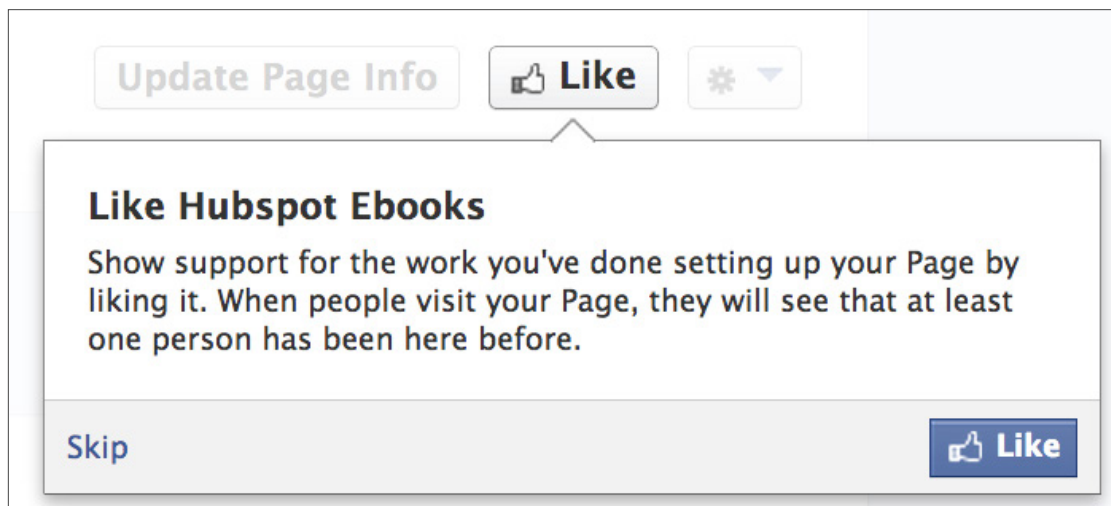 Update Page Info Like
Like Hubspot Ebooks
Show support for the work you've done setting up your Page by
liking it. When people visit your Page, they will see that at least
one person has been here before.
Skip Like